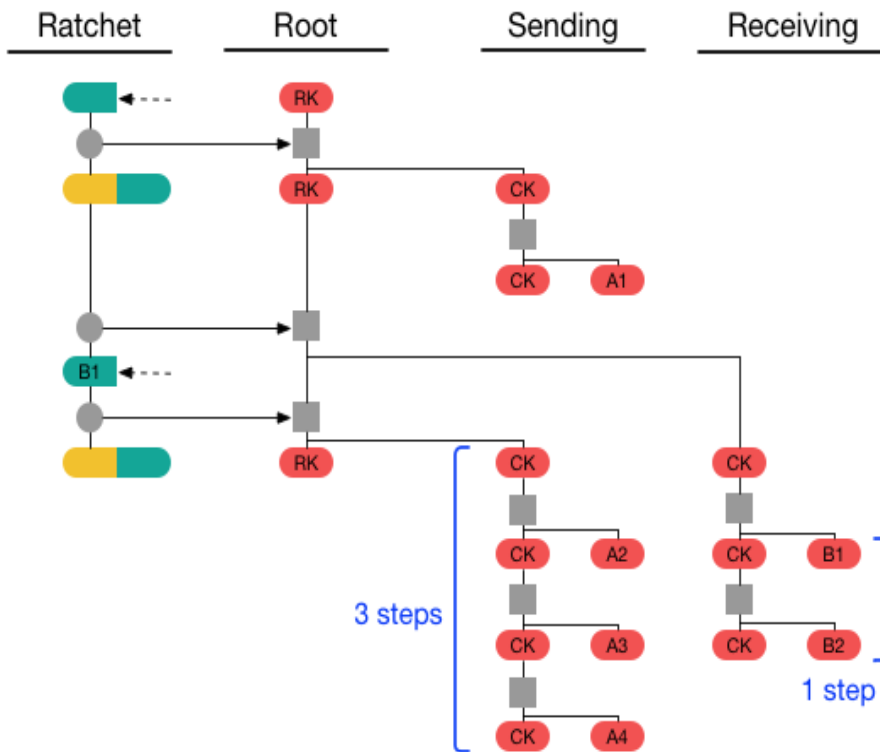 Ratchet Root Sending Receiving
RK
RK CK
CK A1
B1
RK CK CK
CK A2 CK B1
3 steps
CK A3 CK B2
1 step
CK A4